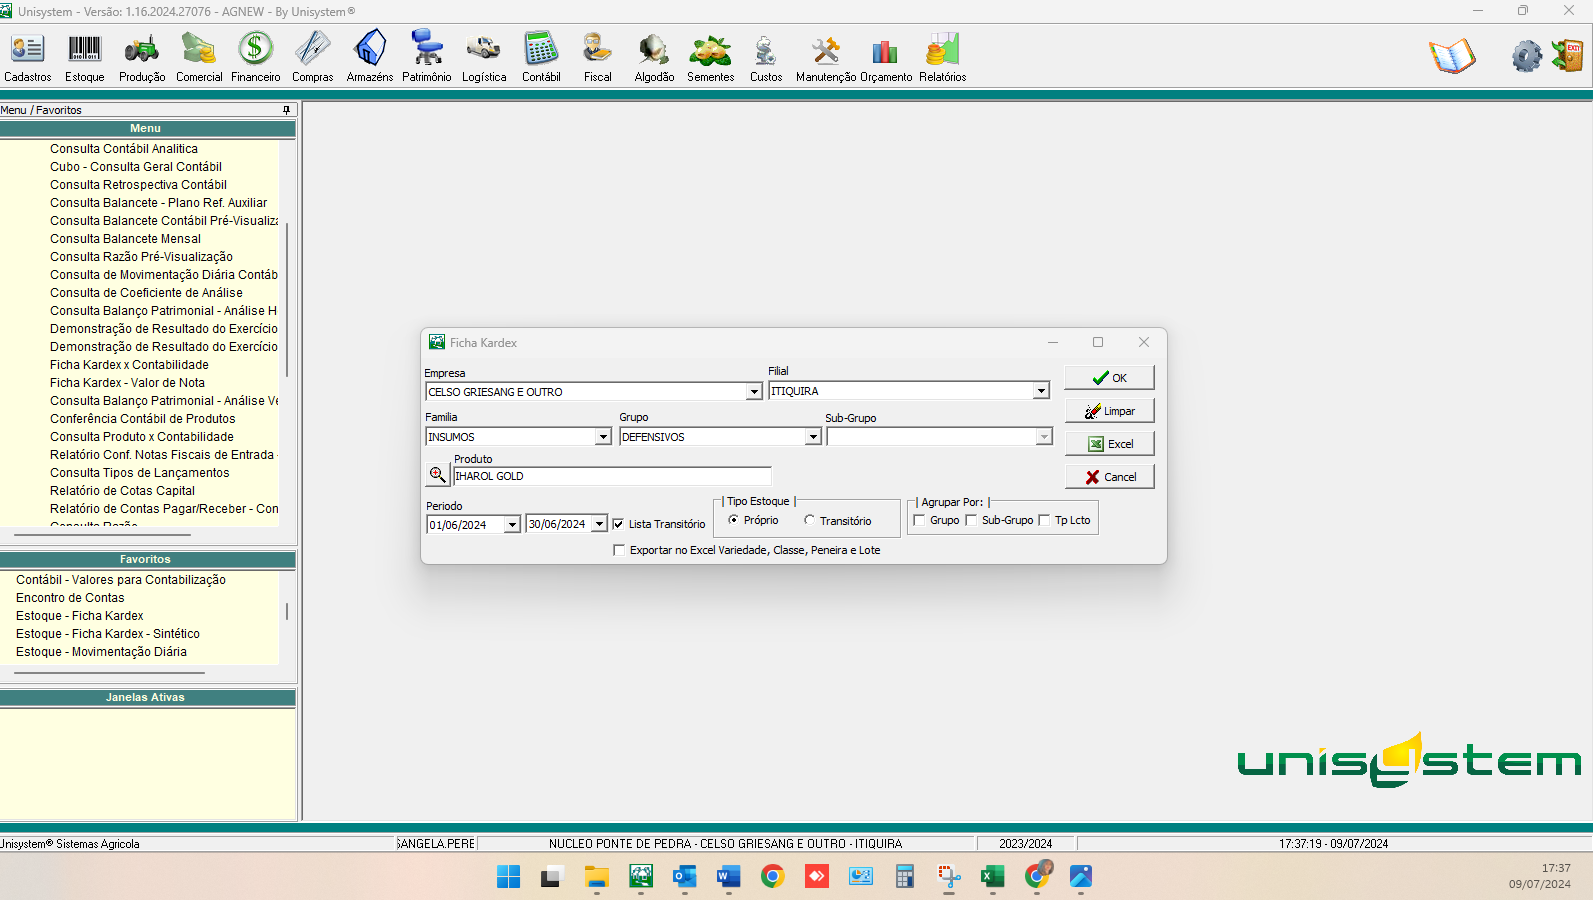 Unisystem - Versão: 1.16.2024.27076 - AGNEW - By Unisystem®
Cadastros Estoque Produção Comercial Financeiro Compras Armazéns Patrimônio Logística Contábil Fiscal Algodão Sementes Custos Manutenção Orçamento Relatórios
EXIT
Menu / Favoritos
Menu
Consulta Contábil Analitica
Cubo - Consulta Geral Contábil
Consulta Retrospectiva Contábil
Consulta Balancete - Plano Ref. Auxiliar
Consulta Balancete Contábil Pré-Visualiza
Consulta Balancete Mensal
Consulta Razão Pré-Visualização
Consulta de Movimentação Diária Contáb
Consulta de Coeficiente de Análise
Consulta Balanço Patrimonial - Análise H
Demonstração de Resultado do Exercício
Demonstração de Resultado do Exercício
Ficha Kardex x Contabilidade
Ficha Kardex - Valor de Nota
Consulta Balanço Patrimonial - Análise Ve
Conferência Contábil de Produtos
Consulta Produto x Contabilidade
Relatório Conf. Notas Fiscais de Entrada -
Consulta Tipos de Lançamentos
Relatório de Cotas Capital
Relatório de Contas Pagar/Receber - Con
Consulta Razão
Favoritos
Contábil - Valores para Contabilização
Encontro de Contas
Estoque - Ficha Kardex
Estoque - Ficha Kardex - Sintético
Estoque - Movimentação Diária
Janelas Ativas
Ficha Kardex
Empresa
Filial
CELSO GRIESANG E OUTRO
ITIQUIRA
OK
Limpar
Excel
Cancel
Familia
Grupo
Sub-Grupo
INSUMOS
DEFENSIVOS
Produto
IHAROL GOLD
Periodo
01/06/2024
30/06/2024
Lista Transitório
Tipo Estoque
Próprio
Transitório
Agrupar Por:
Grupo
Sub-Grupo
Tp Lcto
Exportar no Excel Variedade, Classe, Peneira e Lote
unisystem
Unisystem® Sistemas Agricola
SANGELA.PERE
NUCLEO PONTE DE PEDRA - CELSO GRIESANG E OUTRO - ITIQUIRA
2023/2024
17:37:19 - 09/07/2024
17:37
09/07/2024